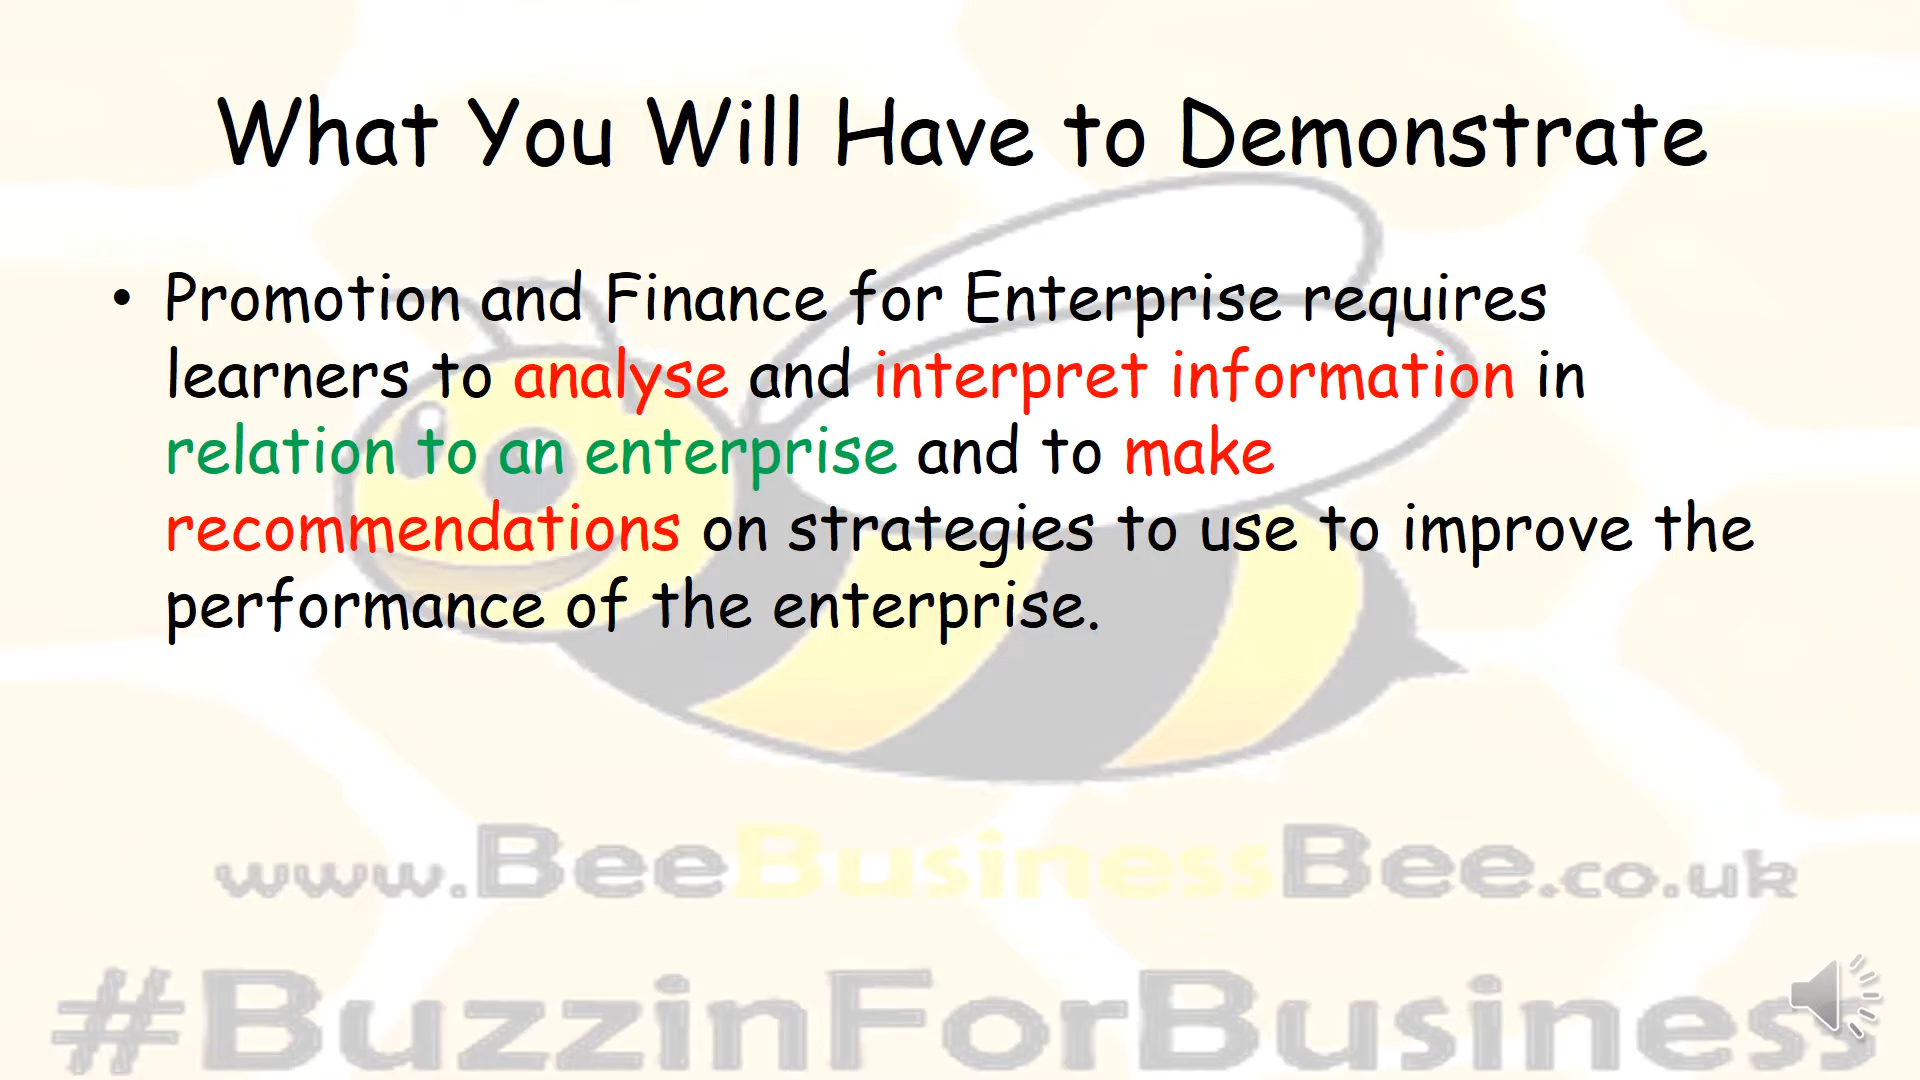 What You Will Have to Demonstrate
• Promotion and Finance for Enterprise requires
learners to analyse and interpret information in
relation to an enterprise and to make
recommendations on strategies to use to improve the
performance of the enterprise.
www.BeeBusinessBee.co.uk
#BuzzinForBusiness